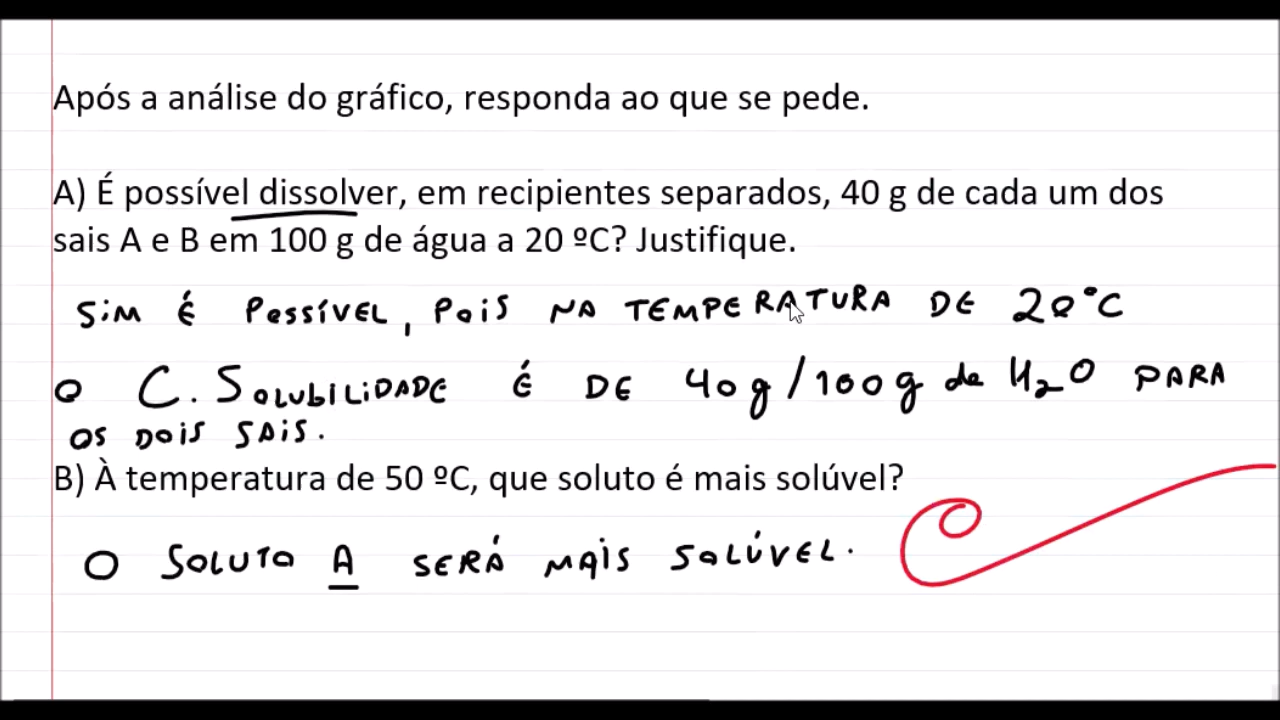 Após a análise do gráfico, responda ao que se pede.
A) É possível dissolver, em recipientes separados, 40 g de cada um dos
sais A e B em 100 g de água a 20 ºC? Justifique.
SIM É POSSÍVEL, POIS NA TEMPERATURA DE 20°C
O C. SOLUBILIDADE É DE 40g/100g de H2O PARA
OS DOIS SAIS.
B) À temperatura de 50 ºC, que soluto é mais solúvel?
O SOLUTO A SERÁ MAIS SOLÚVEL.